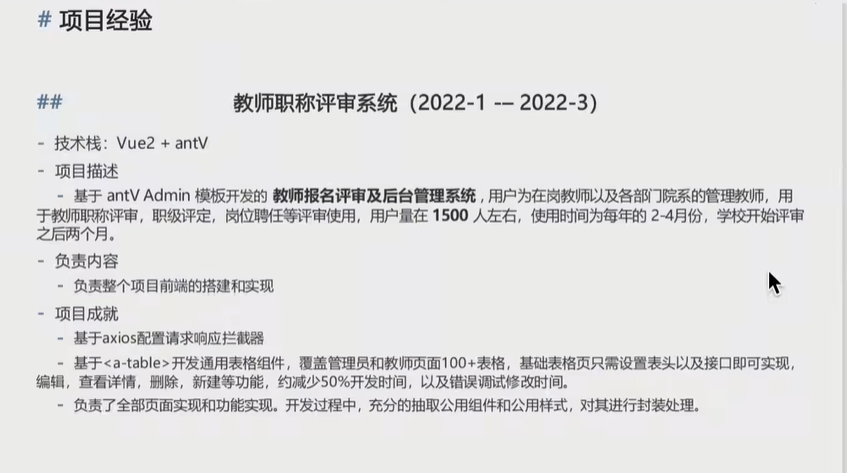 # 项目经验
## 教师职称评审系统（2022-1 -– 2022-3）
- 技术栈：Vue2 + antV
- 项目描述
- 基于 antV Admin 模板开发的 教师报名评审及后台管理系统 , 用户为在岗教师以及各部门院系的管理教师，用
于教师职称评审，职级评定，岗位聘任等评审使用，用户量在 1500 人左右，使用时间为每年的 2-4月份，学校开始评审
之后两个月。
- 负责内容
- 负责整个项目前端的搭建和实现
- 项目成就
- 基于axios配置请求响应拦截器
- 基于<a-table>开发通用表格组件，覆盖管理员和教师页面100+表格，基础表格页只需设置表头以及接口即可实现，
编辑，查看详情，删除，新建等功能，约减少50%开发时间，以及错误调试修改时间。
- 负责了全部页面实现和功能实现。开发过程中，充分的抽取公用组件和公用样式，对其进行封装处理。